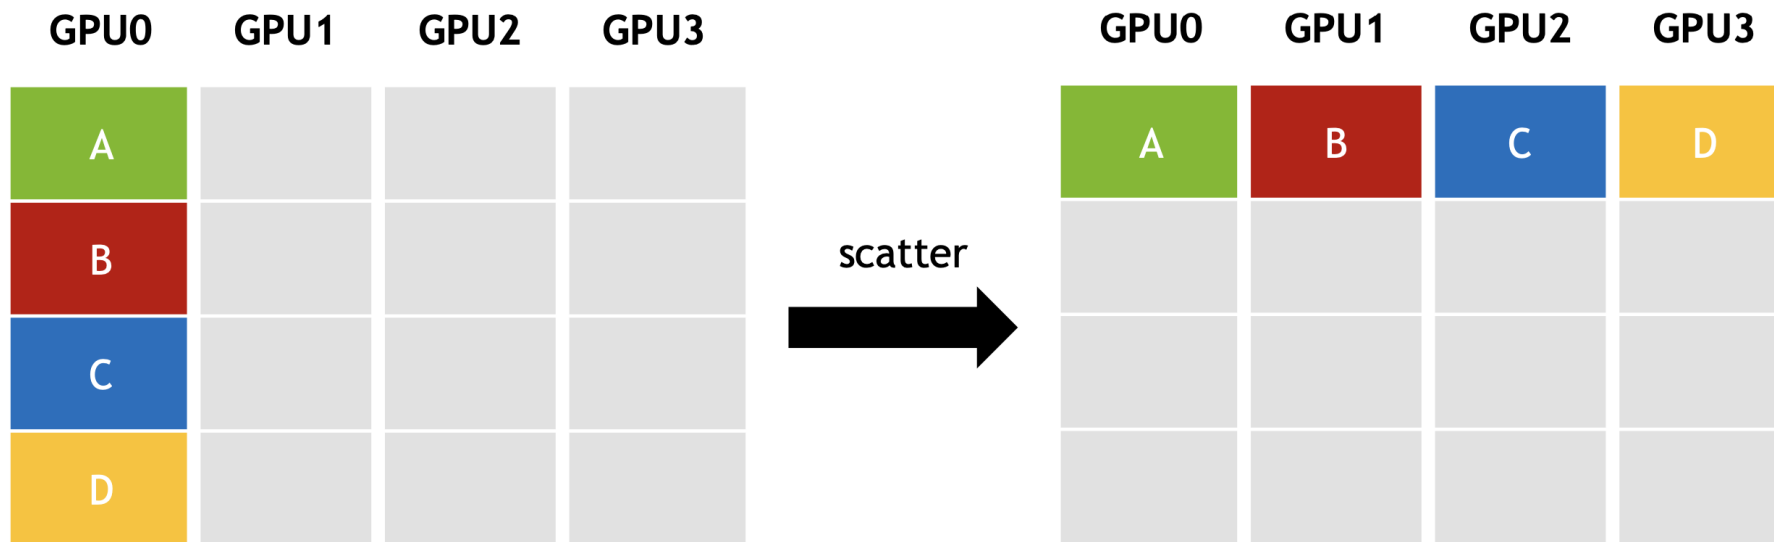 GPU0 GPU1 GPU2 GPU3
A
B
C
D
scatter
GPU0 GPU1 GPU2 GPU3
A B C D